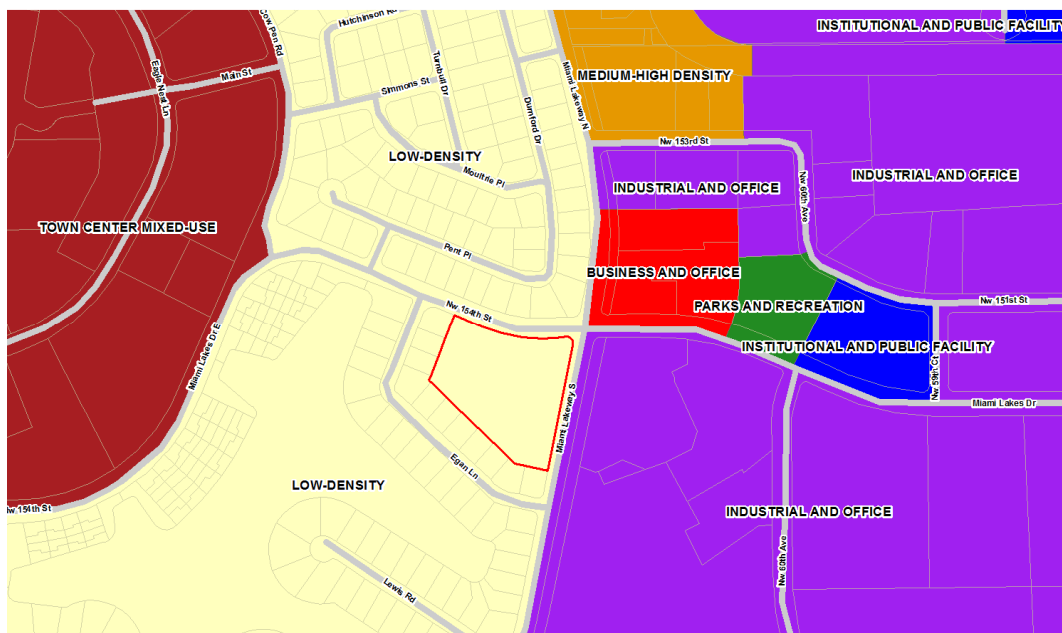 INSTITUTIONAL AND PUBLIC FACILITY
Hutchinson Rd
Cow Pen Rd
Eagle Nest Ln
Main St
Simmons St
Turnbull Dr
Dumford Dr
Miami Lakeway N
MEDIUM-HIGH DENSITY
Nw 153rd St
LOW-DENSITY
Moultrie Pl
INDUSTRIAL AND OFFICE
Nw 60th Ave
INDUSTRIAL AND OFFICE
TOWN CENTER MIXED-USE
Pent Pl
BUSINESS AND OFFICE
PARKS AND RECREATION
Nw 151st St
Nw 154th St
INSTITUTIONAL AND PUBLIC FACILITY
Miami Lakes Dr E
Nw 59th Ct
Miami Lakeway S
Miami Lakes Dr
Egan Ln
LOW-DENSITY
Nw 154th St
INDUSTRIAL AND OFFICE
Nw 60th Ave
Lewis Rd